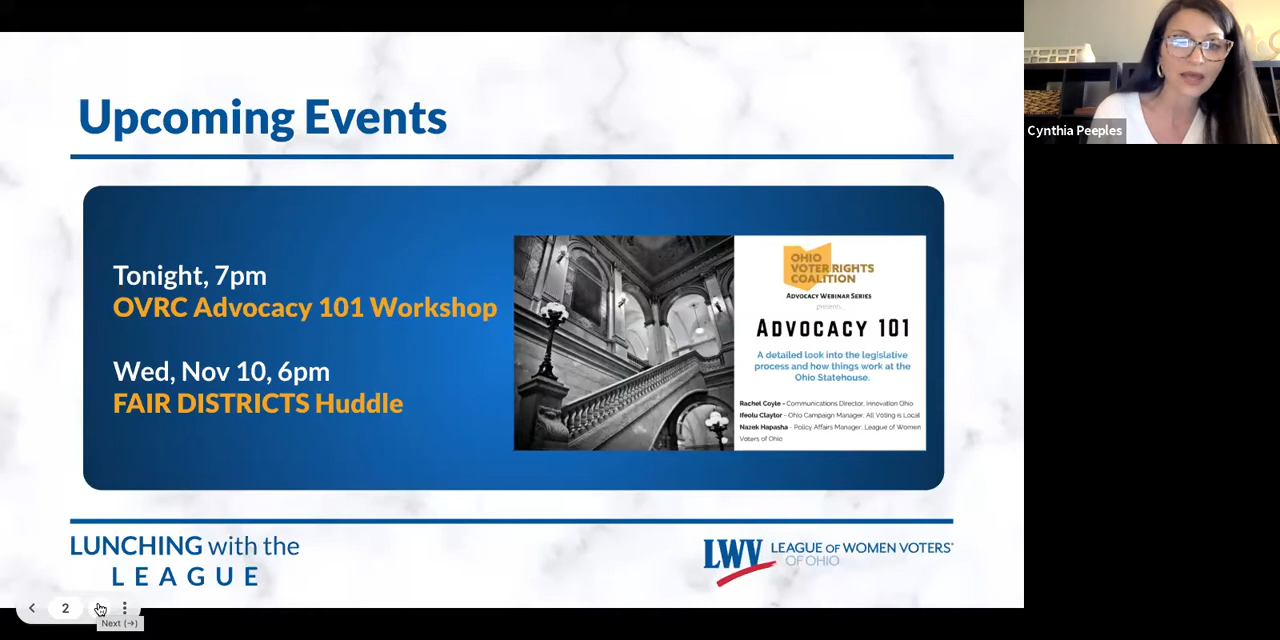 Upcoming Events
Tonight, 7pm
OVRC Advocacy 101 Workshop
Wed, Nov 10, 6pm
FAIR DISTRICTS Huddle
OHIO
VOTER RIGHTS
COALITION
ADVOCACY WEBINAR SERIES
presents...
ADVOCACY 101
A detailed look into the legislative
process and how things work at the
Ohio Statehouse.
Rachel Coyle - Communications Director, Innovation Ohio
Ifeolu Claytor - Ohio Campaign Manager, All Voting is Local
Nazek Hapasha - Policy Affairs Manager, League of Women
Voters of Ohio
LUNCHING with the
LEAGUE
LWV LEAGUE OF WOMEN VOTERS®
OF OHIO
2
Next (→)
Cynthia Peeples